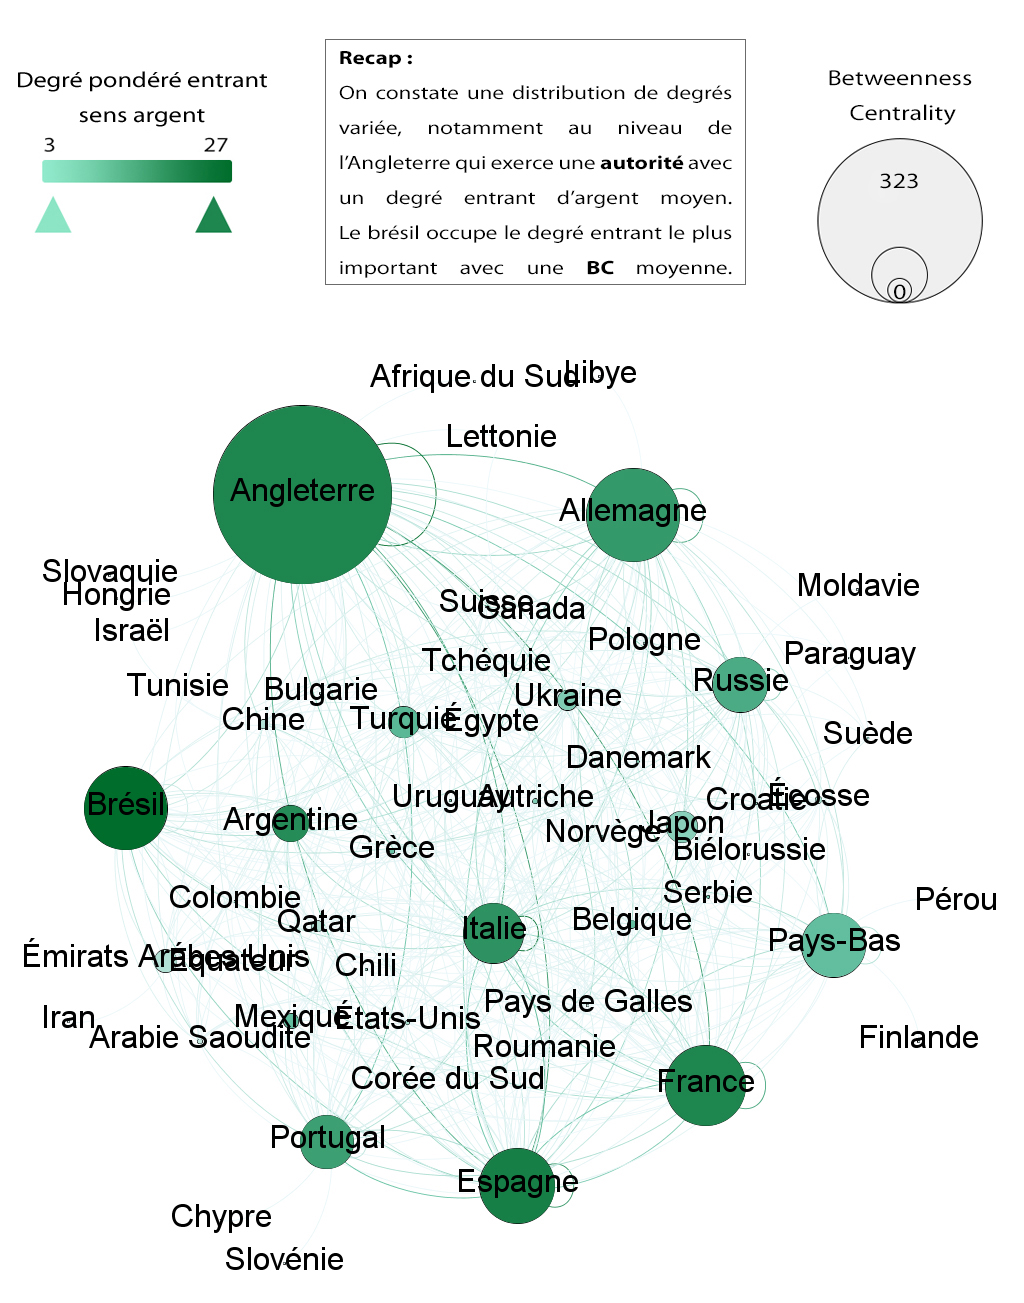 Degré pondéré entrant
sens argent
3
27
Recap :
On constate une distribution de degrés
variée, notamment au niveau de
l'Angleterre qui exerce une autorité avec
un degré entrant d'argent moyen.
Le brésil occupe le degré entrant le plus
important avec une BC moyenne.
Betweenness
Centrality
323
0
Afrique du Sud
Libye
Lettonie
Angleterre
Allemagne
Slovaquie
Hongrie
Israël
Suisse
Canada
Moldavie
Pologne
Paraguay
Tchéquie
Russie
Tunisie
Bulgarie
Ukraine
Chine
Turquie
Égypte
Suède
Danemark
Brésil
Uruguay
Autriche
Croatie
Écosse
Argentine
Norvège
Japon
Grèce
Biélorussie
Colombie
Serbie
Pérou
Qatar
Italie
Belgique
Pays-Bas
Émirats Arabes Unis
Équateur
Chili
Iran
Mexique
États-Unis
Pays de Galles
Arabie Saoudite
Finlande
Roumanie
Corée du Sud
France
Portugal
Espagne
Chypre
Slovénie